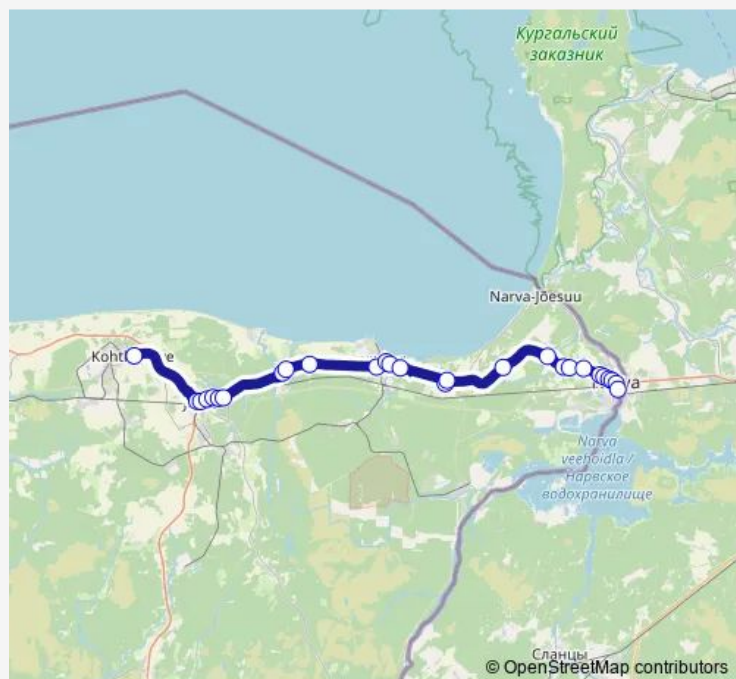 Кургальский
заказник
Narva-Jõesuu
Narva
veehoidla /
Нарвское
водохранилище
Сланцы
© OpenStreetMap contributors